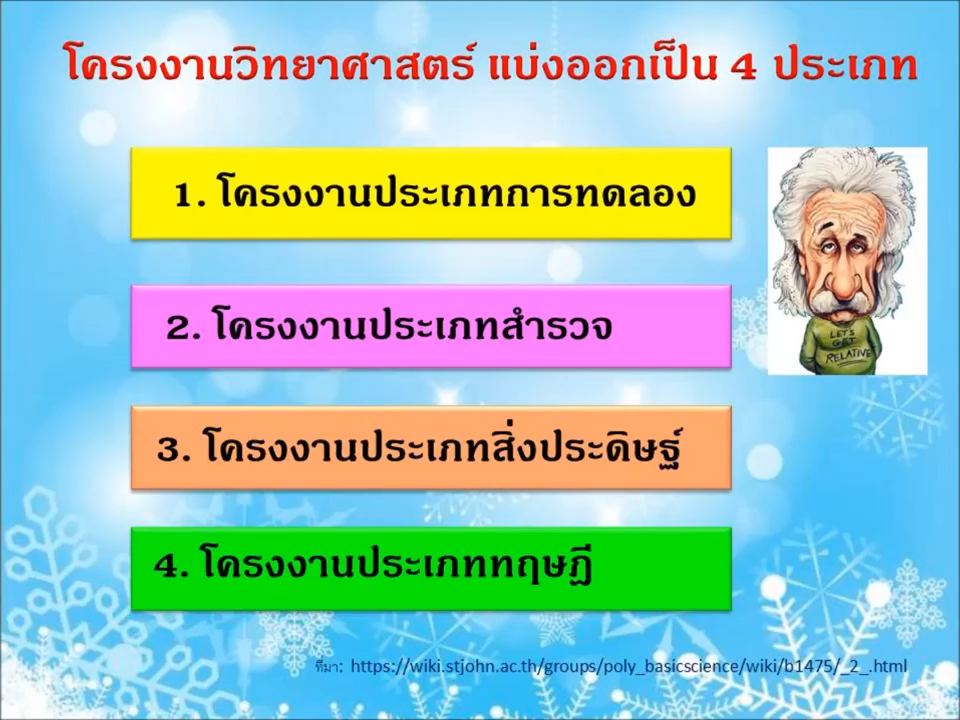 โครงงานวิทยาศาสตร์ แบ่งออกเป็น 4 ประเภท
1. โครงงานประเภทการทดลอง
LET'S
GET
RELATIVE
2. โครงงานประเภทสำรวจ
3. โครงงานประเภทสิ่งประดิษฐ์
4. โครงงานประเภททฤษฎี
ที่มา: https://wiki.stjohn.ac.th/groups/poly_basicscience/wiki/b1475/_2_.html